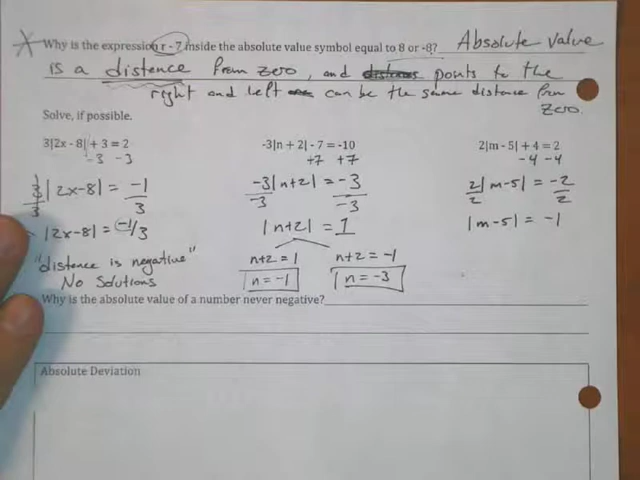 Why is the expression r - 7 inside the absolute value symbol equal to 8 or -8? Absolute value
is a distance from zero, and points to the
right and left can be the same distance from
zero.
Solve, if possible.
3|2x - 8| + 3 = 2
-3 -3
3|2x-8| = -1
3 3
|2x-8| = -1/3
"distance is negative"
No Solutions
-3|n + 2| - 7 = -10
+7 +7
-3|n+2| = -3
-3 -3
|n+2| = 1
n+2 = 1 n+2 = -1
n = -1 n = -3
2|m - 5| + 4 = 2
-4 -4
2|m-5| = -2
2 2
|m-5| = -1
Why is the absolute value of a number never negative?
Absolute Deviation